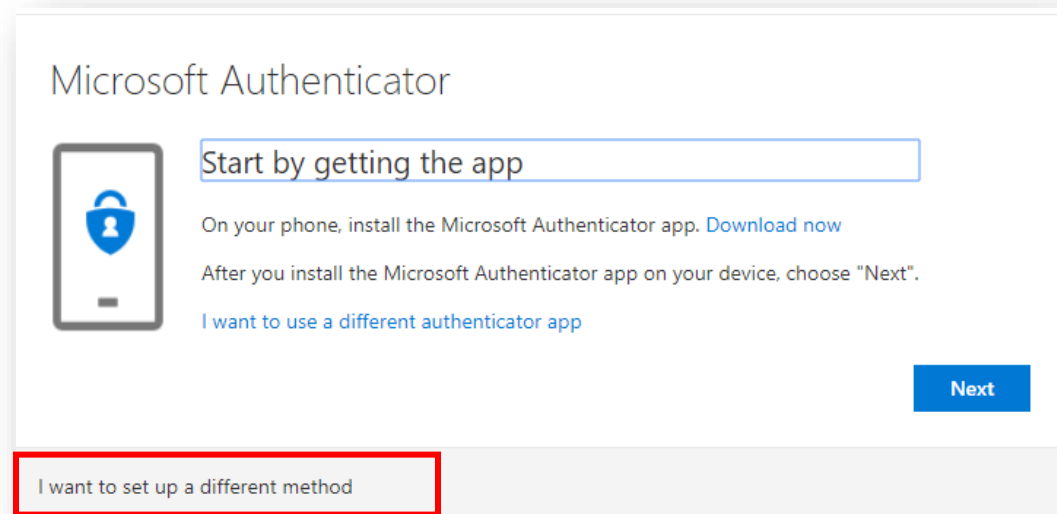 Microsoft Authenticator
Start by getting the app
On your phone, install the Microsoft Authenticator app. Download now
After you install the Microsoft Authenticator app on your device, choose "Next".
I want to use a different authenticator app
Next
I want to set up a different method